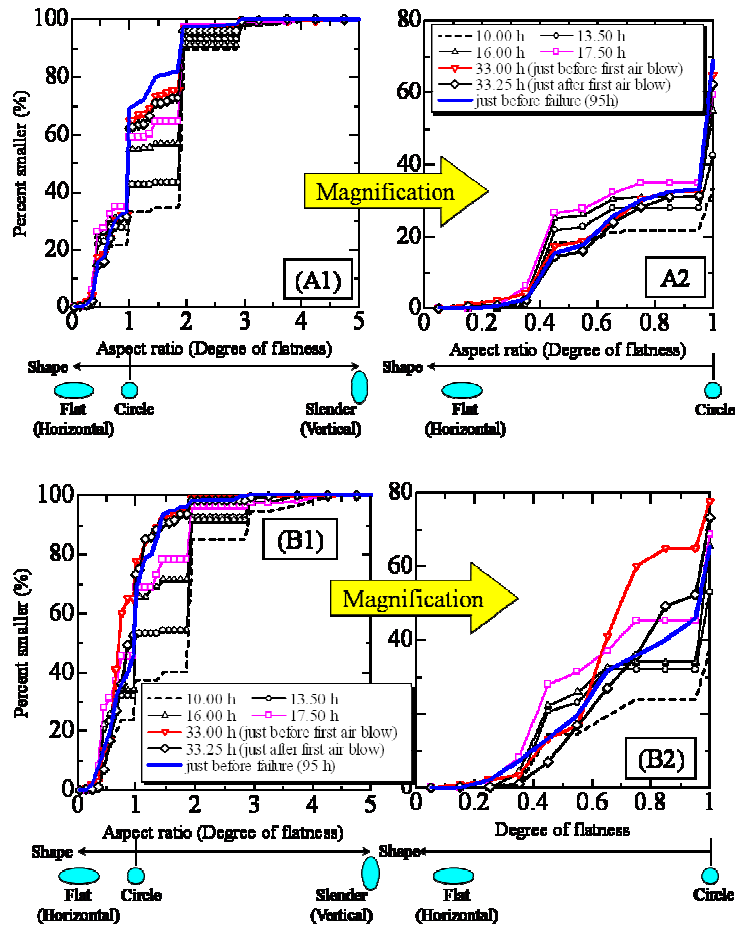 100
80
60
40
20
0
Percent smaller (%)
0 1 2 3 4 5
Aspect ratio (Degree of flatness)
(A1)
Magnification
80
60
40
20
0
10.00 h
13.50 h
16.00 h
17.50 h
33.00 h (just before first air blow)
33.25 h (just after first air blow)
just before failure (95h)
A2
0 0.2 0.4 0.6 0.8 1
Aspect ratio (Degree of flatness)
Shape
Flat
(Horizontal)
Circle
Slender
(Vertical)
Shape
Flat
(Horizontal)
Circle
100
80
60
40
20
0
Percent smaller (%)
(B1)
10.00 h
13.50 h
16.00 h
17.50 h
33.00 h (just before first air blow)
33.25 h (just after first air blow)
just before failure (95 h)
0 1 2 3 4 5
Aspect ratio (Degree of flatness)
Magnification
80
60
40
20
0
(B2)
0 0.2 0.4 0.6 0.8 1
Degree of flatness
Shape
Flat
(Horizontal)
Circle
Slender
(Vertical)
Shape
Flat
(Horizontal)
Circle